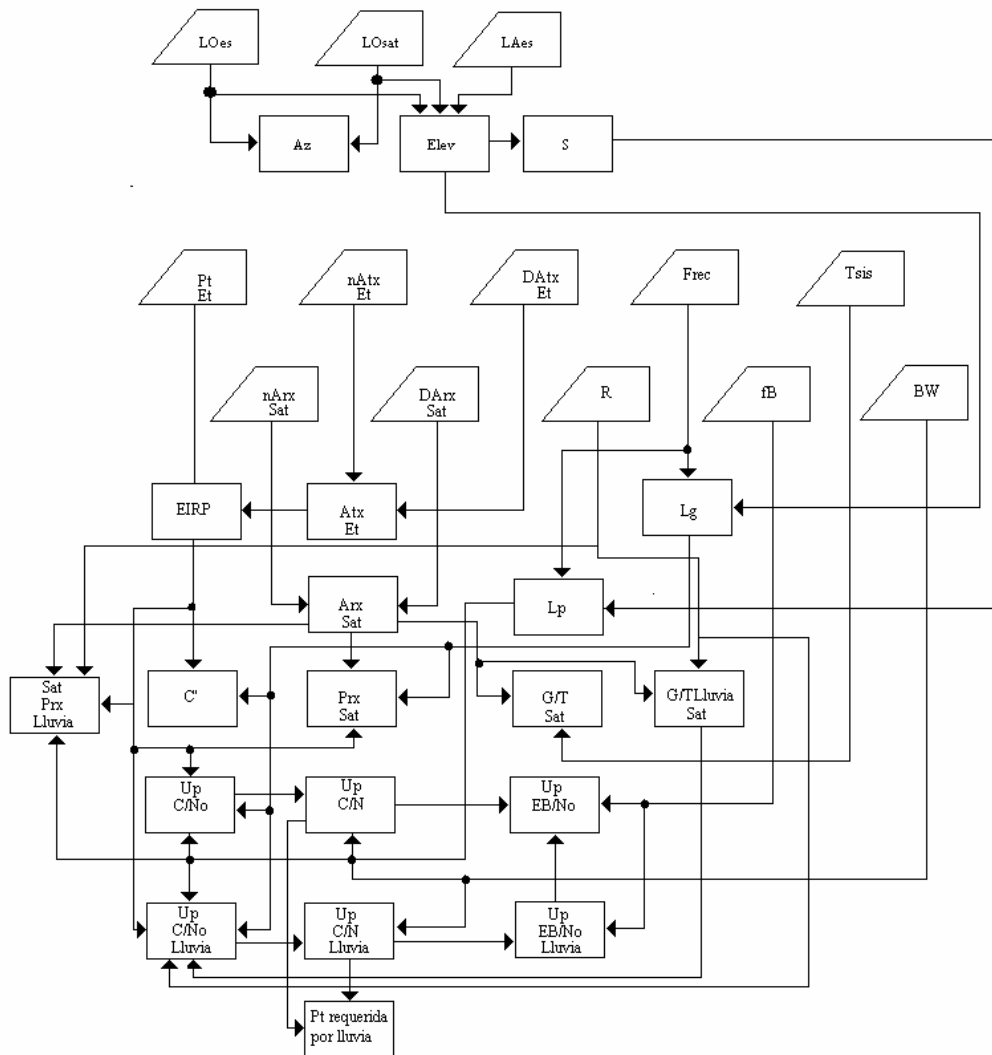 LOes
LOsat
LAes
Az
Elev
S
Pt
Et
nAtx
Et
DAtx
Et
Frec
Tsis
nArx
Sat
DArx
Sat
R
fB
BW
EIRP
Atx
Et
Lg
Arx
Sat
Lp
Sat
Prx
Lluvia
C"
Prx
Sat
G/T
Sat
G/TLluvia
Sat
Up
C/No
Up
C/N
Up
EB/No
Up
C/No
Lluvia
Up
C/N
Lluvia
Up
EB/No
Lluvia
Pt requerida
por lluvia